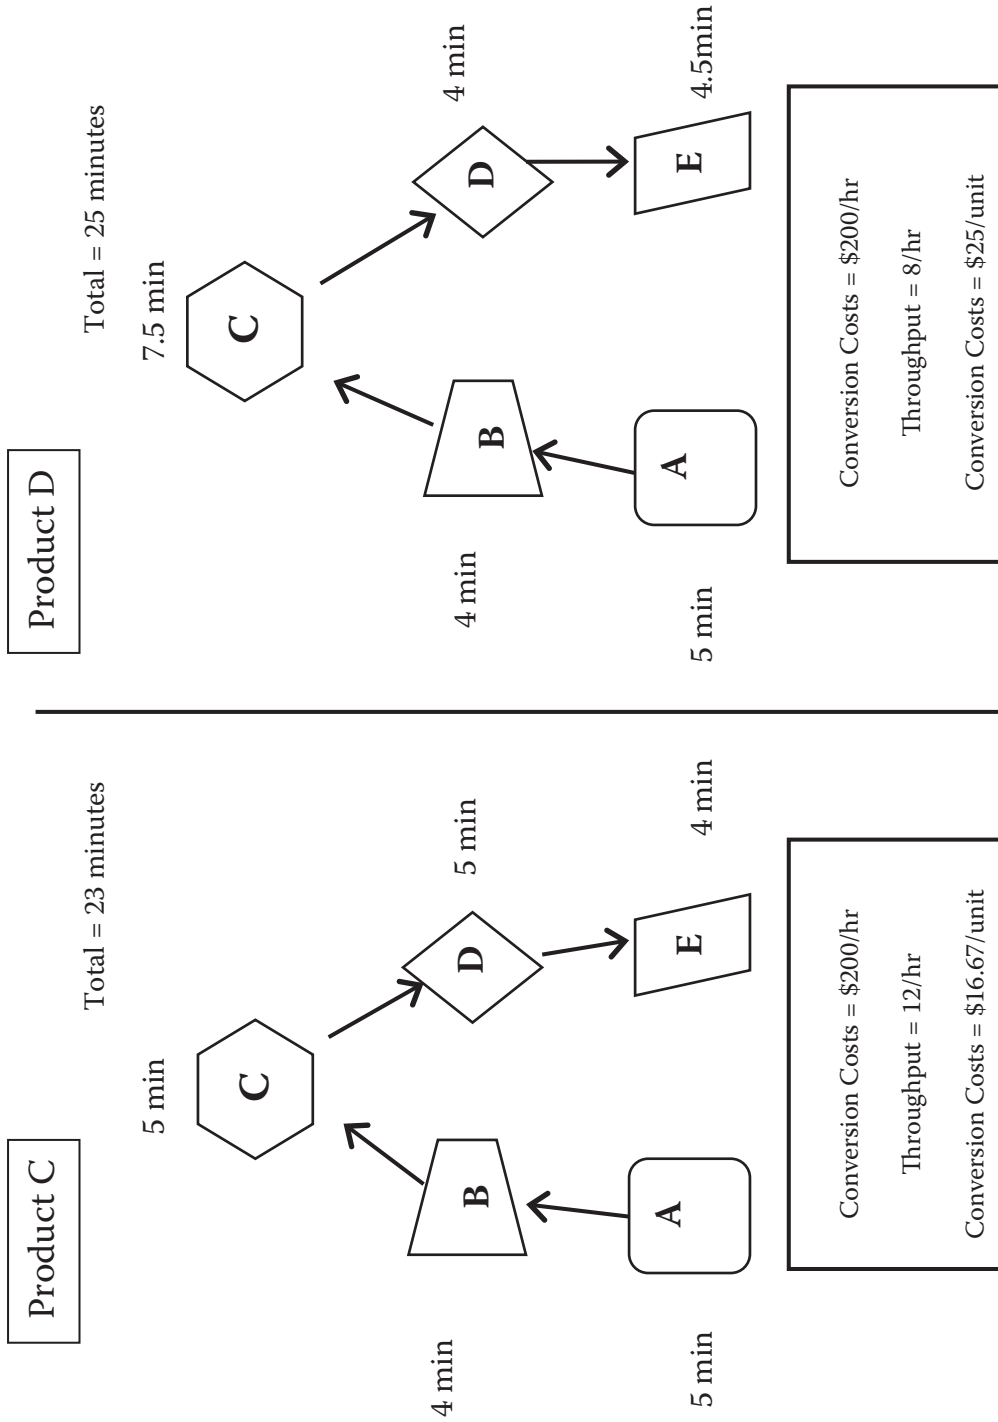 Product C
Total = 23 minutes
5 min
C
4 min
B
D
5 min
5 min
A
E
4 min
Conversion Costs = $200/hr
Throughput = 12/hr
Conversion Costs = $16.67/unit
Product D
Total = 25 minutes
7.5 min
C
4 min
B
D
4 min
5 min
A
E
4.5min
Conversion Costs = $200/hr
Throughput = 8/hr
Conversion Costs = $25/unit